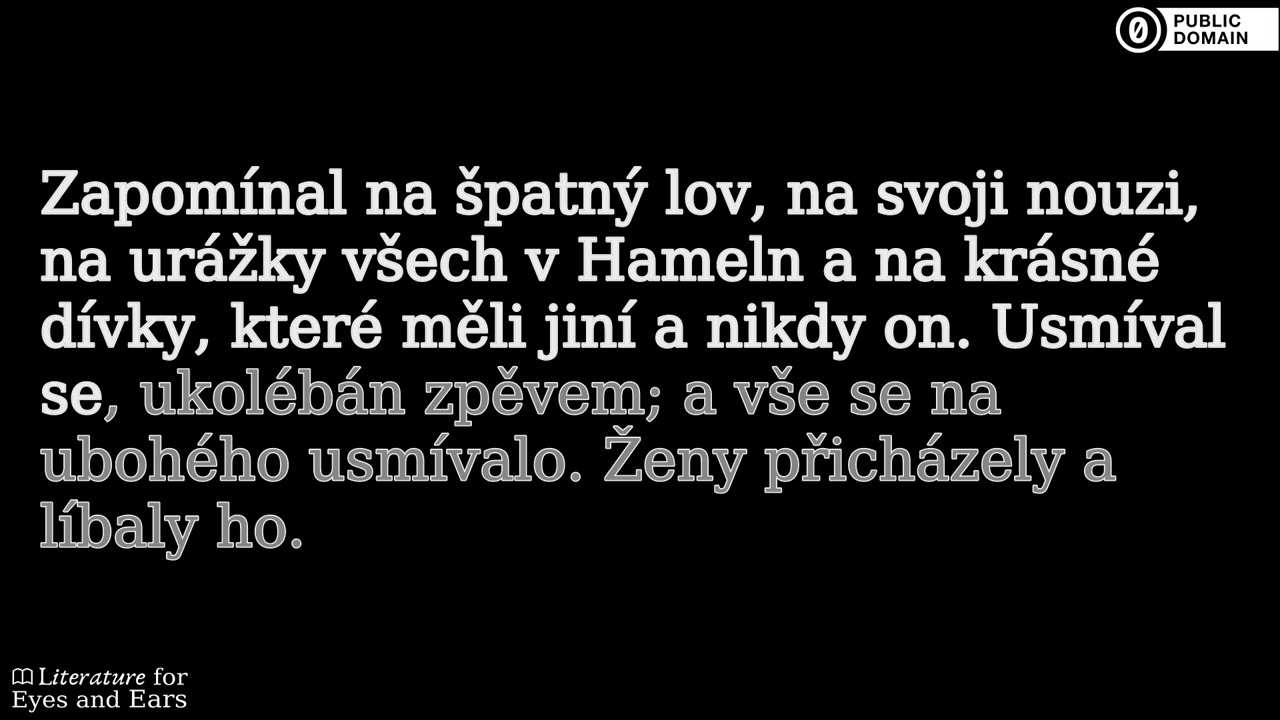 PUBLIC
DOMAIN
Zapomínal na špatný lov, na svoji nouzi,
na urážky všech v Hameln a na krásné
dívky, které měli jiní a nikdy on. Usmíval
se, ukolébán zpěvem; a vše se na
ubohého usmívalo. Ženy přicházely a
líbaly ho.
Literature for
Eyes and Ears